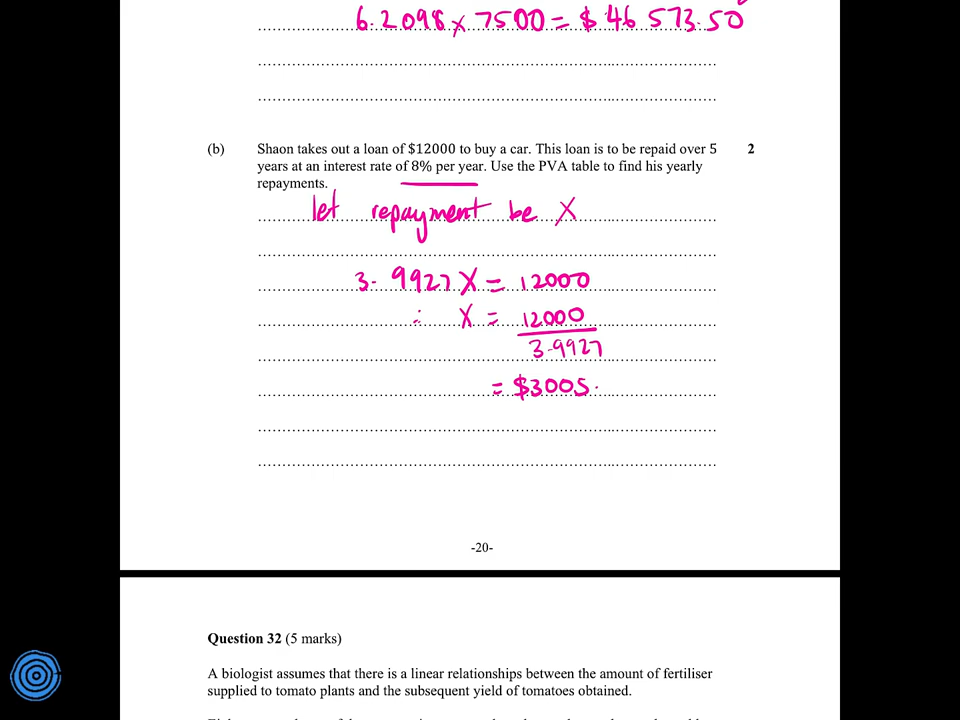 6.2098 x 7500 = $46 573.50
(b) Shaon takes out a loan of $12000 to buy a car. This loan is to be repaid over 5 2
years at an interest rate of 8% per year. Use the PVA table to find his yearly
repayments.
let repayment be X
3.9927 X = 12000
∴ X = 12000
3.9927
= $3005.
-20-
Question 32 (5 marks)
A biologist assumes that there is a linear relationships between the amount of fertiliser
supplied to tomato plants and the subsequent yield of tomatoes obtained.